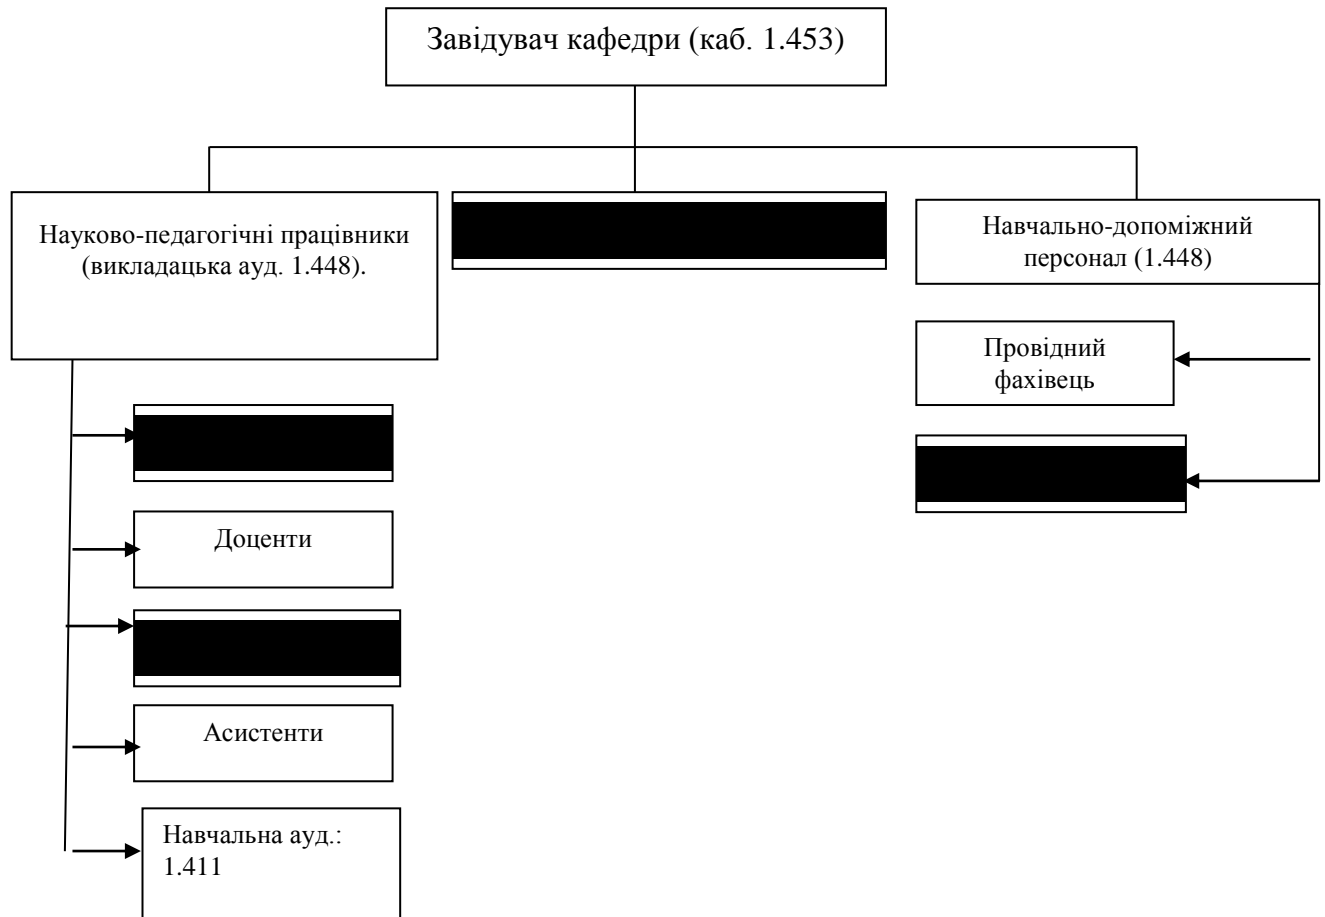 Завідувач кафедри (каб. 1.453)
Науково-педагогічні працівники
(викладацька ауд. 1.448).
Навчально-допоміжний
персонал (1.448)
Провідний
фахівець
Доценти
Асистенти
Навчальна ауд.:
1.411